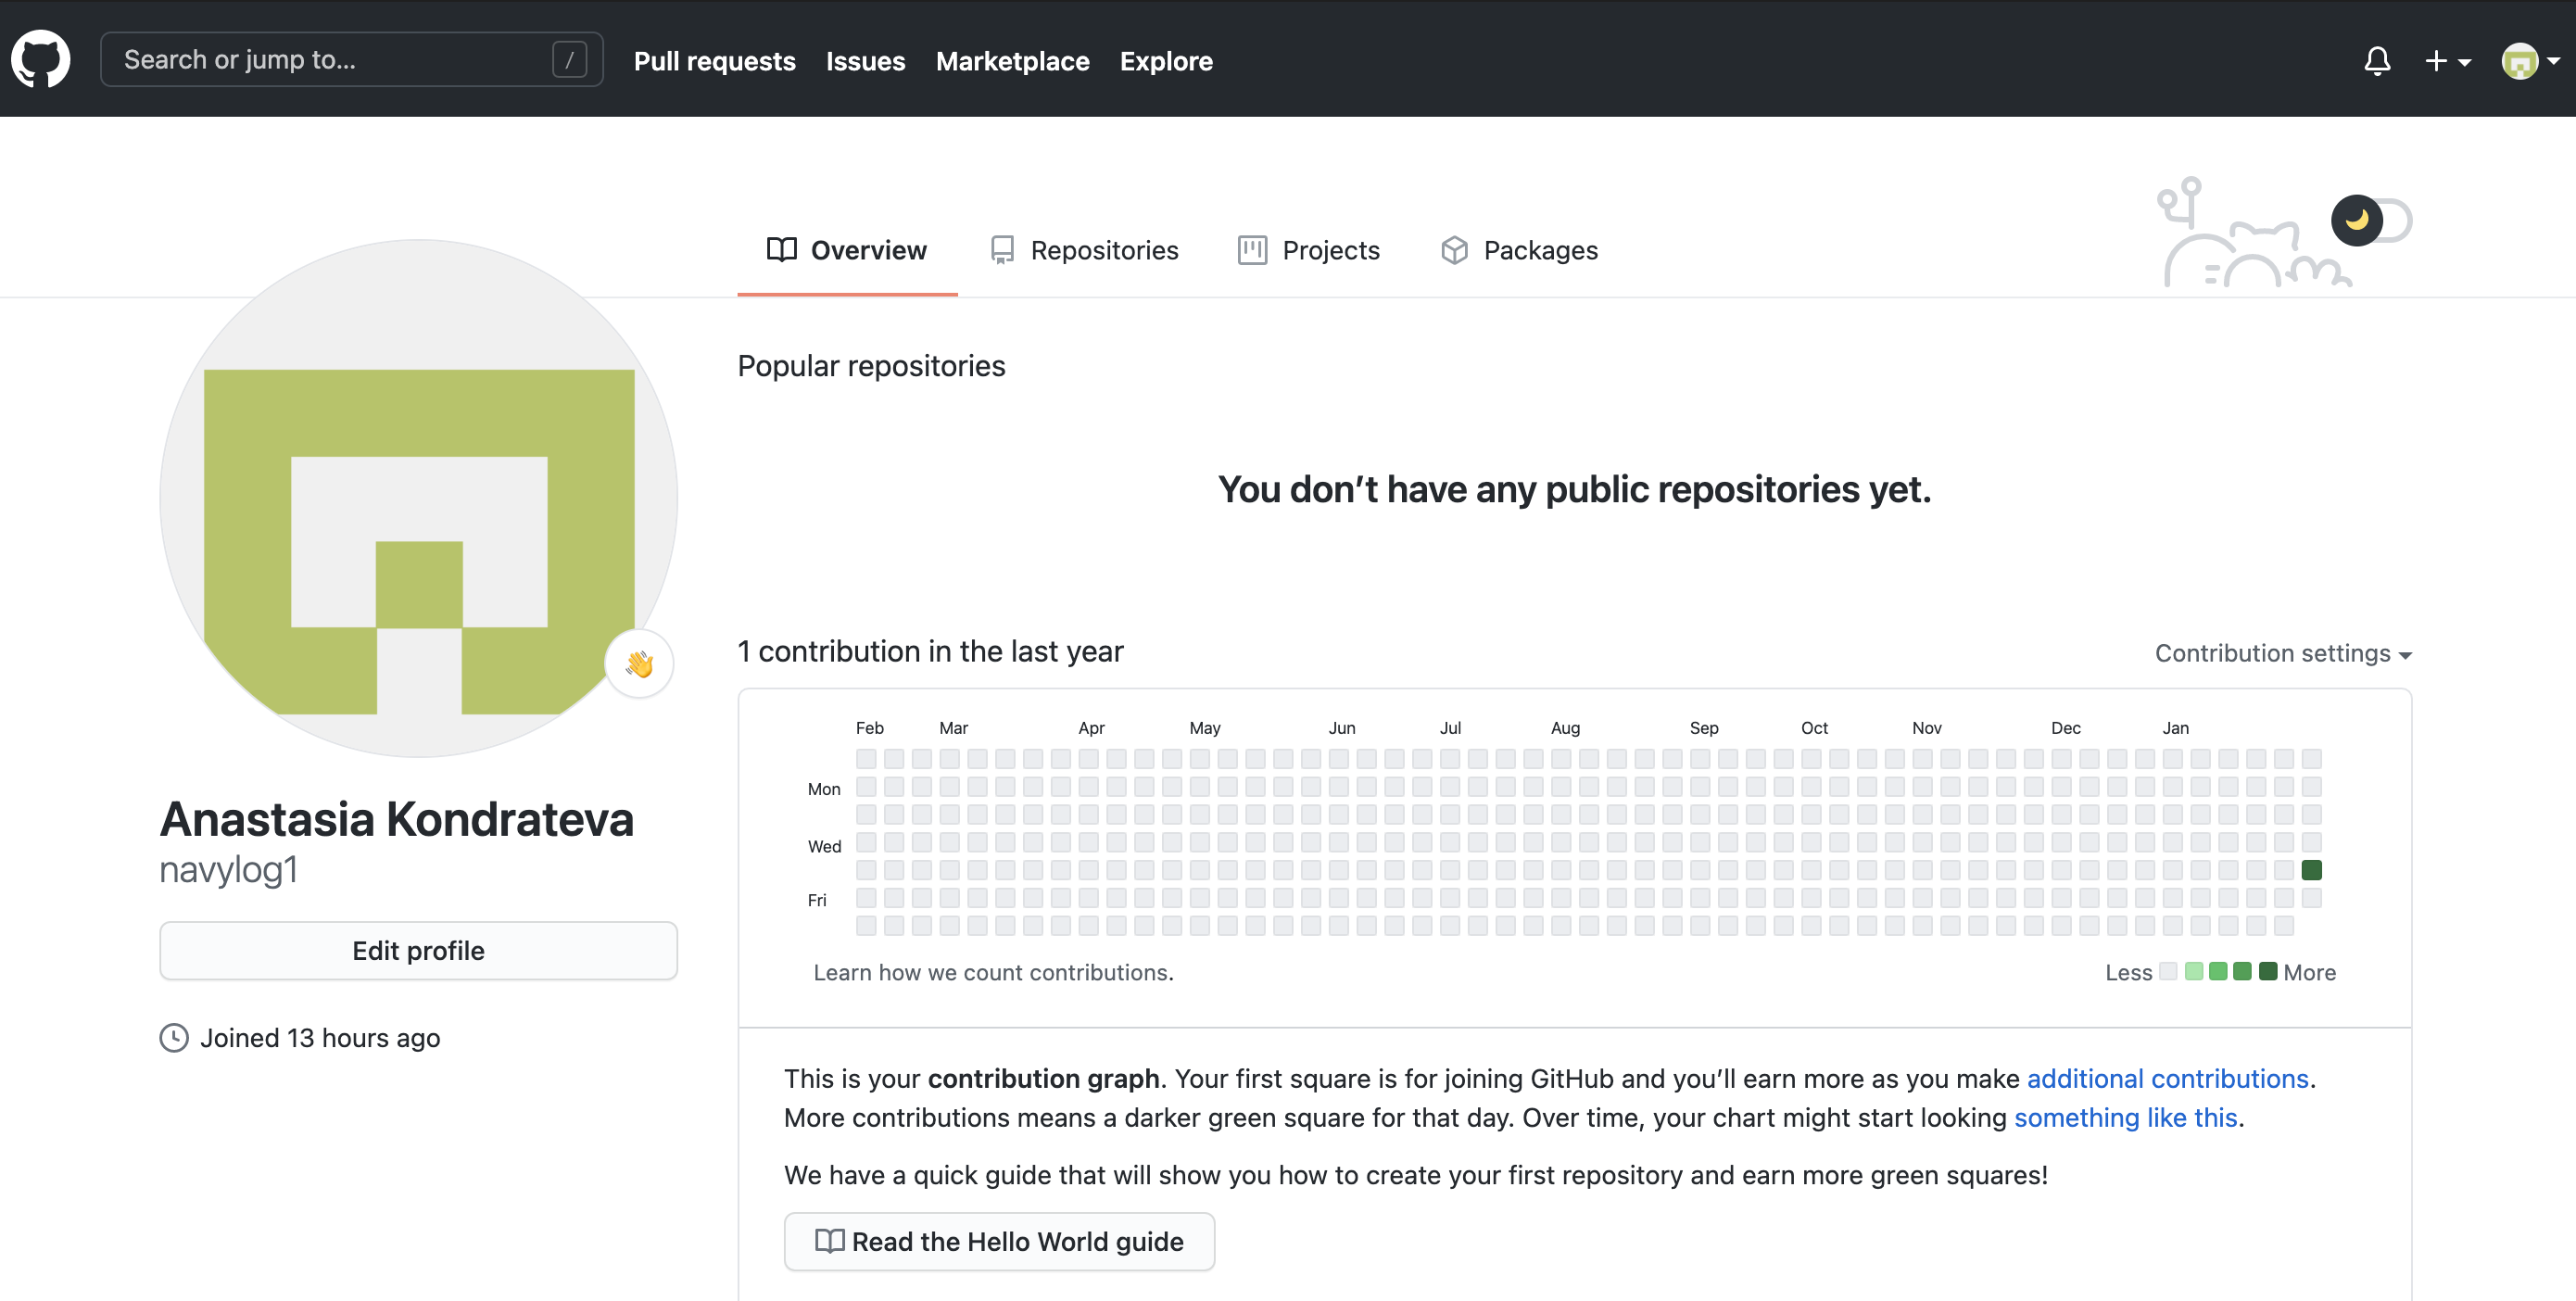 Search or jump to... /
Pull requests Issues Marketplace Explore
Overview Repositories Projects Packages
Popular repositories
You don’t have any public repositories yet.
1 contribution in the last year
Contribution settings
Feb Mar Apr May Jun Jul Aug Sep Oct Nov Dec Jan
Mon
Wed
Fri
Learn how we count contributions.
Less More
Anastasia Kondrateva
navylog1
Edit profile
Joined 13 hours ago
This is your contribution graph. Your first square is for joining GitHub and you’ll earn more as you make additional contributions.
More contributions means a darker green square for that day. Over time, your chart might start looking something like this.
We have a quick guide that will show you how to create your first repository and earn more green squares!
Read the Hello World guide